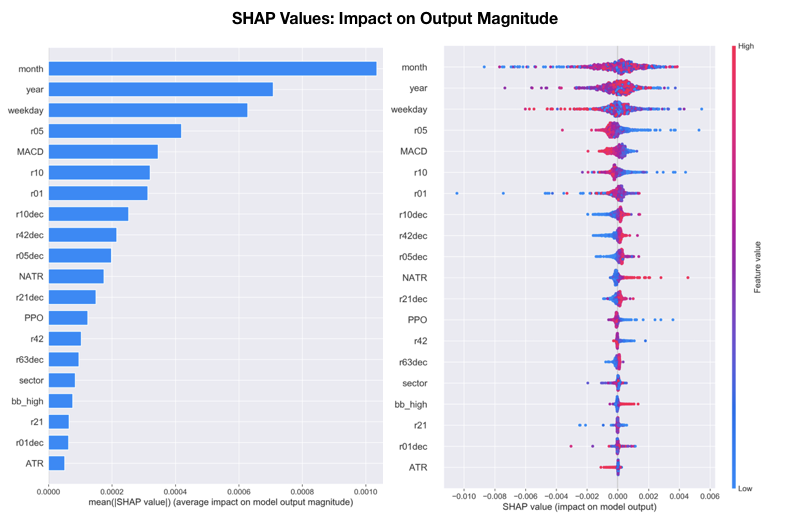 SHAP Values: Impact on Output Magnitude
month
year
weekday
r05
MACD
r10
r01
r10dec
r42dec
r05dec
NATR
r21dec
PPO
r42
r63dec
sector
bb_high
r21
r01dec
ATR
0.0000 0.0002 0.0004 0.0006 0.0008 0.0010
mean(|SHAP value|) (average impact on model output magnitude)
month
year
weekday
r05
MACD
r10
r01
r10dec
r42dec
r05dec
NATR
r21dec
PPO
r42
r63dec
sector
bb_high
r21
r01dec
ATR
−0.010 −0.008 −0.006 −0.004 −0.002 0.000 0.002 0.004 0.006
SHAP value (impact on model output)
High
Feature value
Low